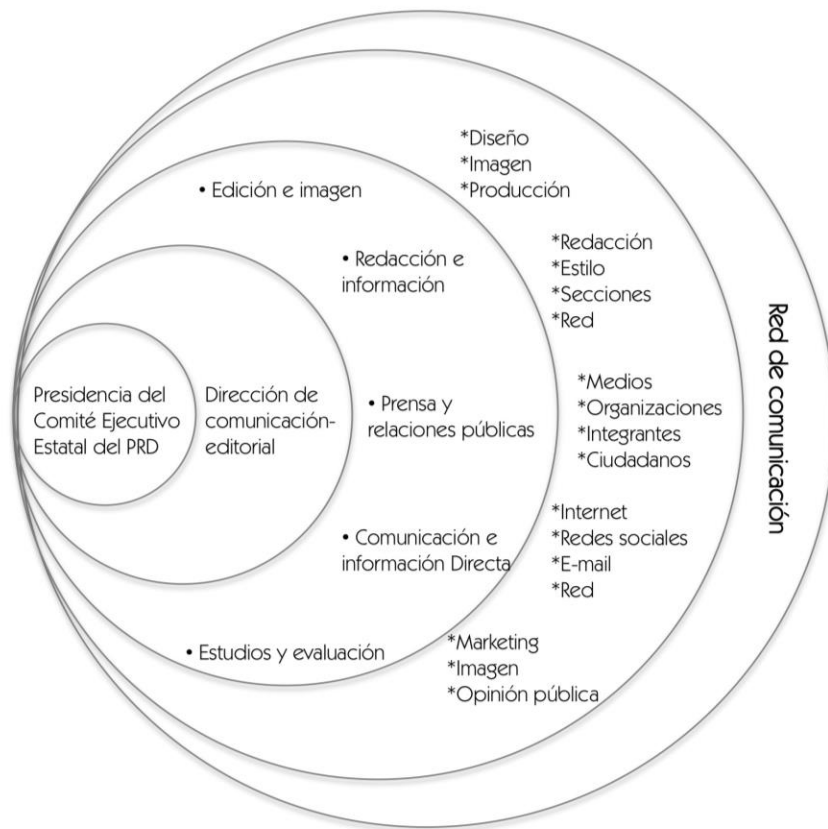 *Diseño
*Imagen
*Producción
• Edición e imagen
*Redacción
*Estilo
*Secciones
*Red
• Redacción e
información
Red de comunicación
Presidencia del
Comité Ejecutivo
Estatal del PRD
Dirección de
comunicación-
editorial
• Prensa y
relaciones públicas
*Medios
*Organizaciones
*Integrantes
*Ciudadanos
• Comunicación e
información Directa
*Internet
*Redes sociales
*E-mail
*Red
• Estudios y evaluación
*Marketing
*Imagen
*Opinión pública